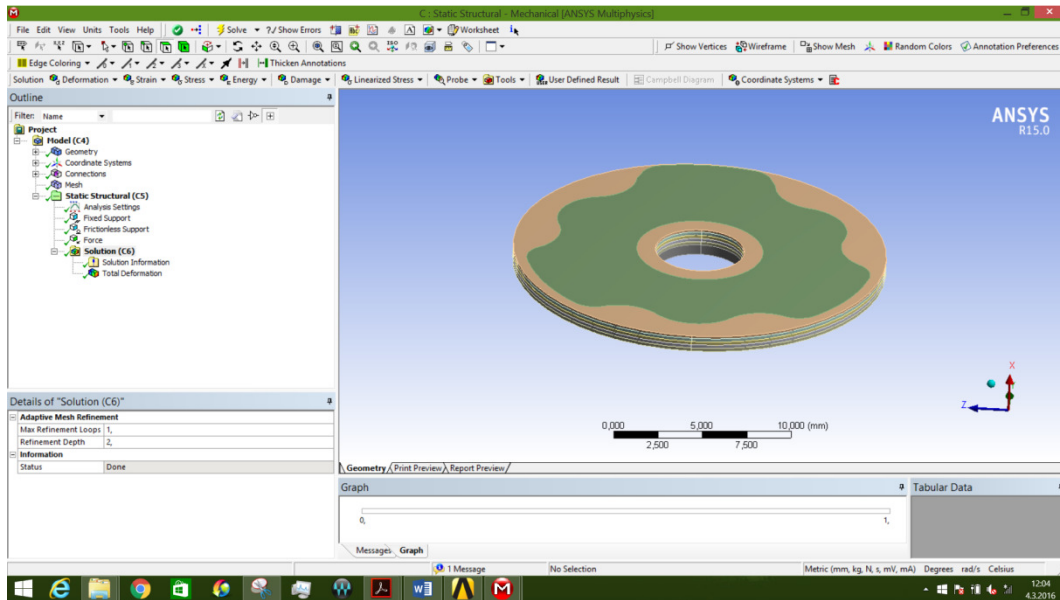 C : Static Structural - Mechanical [ANSYS Multiphysics]
File Edit View Units Tools Help Solve ?/ Show Errors Worksheet
Show Vertices Wireframe Show Mesh Random Colors Annotation Preferences
Edge Coloring Thicken Annotations
Solution Deformation Strain Stress Energy Damage Linearized Stress Probe Tools User Defined Result Campbell Diagram Coordinate Systems
Outline
Filter: Name
Project
Model (C4)
Geometry
Coordinate Systems
Connections
Mesh
Static Structural (C5)
Analysis Settings
Fixed Support
Frictionless Support
Force
Solution (C6)
Solution Information
Total Deformation
ANSYS
R15.0
X
Z
0,000 5,000 10,000 (mm)
2,500 7,500
Details of "Solution (C6)"
Adaptive Mesh Refinement
Max Refinement Loops 1,
Refinement Depth 2,
Information
Status Done
Geometry Print Preview Report Preview
Graph
0, 1,
Messages Graph
Tabular Data
1 Message No Selection Metric (mm, kg, N, s, mV, mA) Degrees rad/s Celsius
12:04
4.3.2016